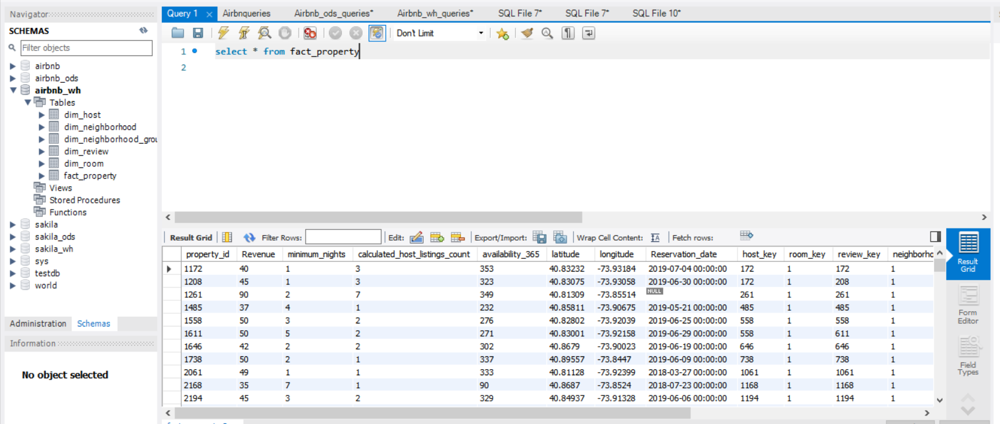 Navigator
SCHEMAS
Filter objects
airbnb
airbnb_ods
airbnb_wh
Tables
dim_host
dim_neighborhood
dim_neighborhood_grou
dim_review
dim_room
fact_property
Views
Stored Procedures
Functions
sakila
sakila_ods
sakila_wh
sys
testdb
world
Administration Schemas
Information
No object selected
Query 1 Airbnqueries Airbnb_ods_queries* Airbnb_wh_queries* SQL File 7* SQL File 7* SQL File 10*
Don't Limit
1 select * from fact_property
2
Result Grid Filter Rows: Edit: Export/Import: Wrap Cell Content: Fetch rows:
property_id Revenue minimum_nights calculated_host_listings_count availability_365 latitude longitude Reservation_date host_key room_key review_key neighborho
1172 40 1 3 353 40.83232 -73.93184 2019-07-04 00:00:00 172 1 172 1
1208 45 1 3 323 40.83075 -73.93058 2019-06-30 00:00:00 172 1 208 1
1261 90 2 7 349 40.81309 -73.85514 NULL 261 1 261 1
1485 37 4 1 232 40.85811 -73.90675 2019-05-21 00:00:00 485 1 485 1
1558 50 3 2 276 40.82802 -73.92039 2019-06-25 00:00:00 558 1 558 1
1611 50 5 2 271 40.83001 -73.92158 2019-06-29 00:00:00 558 1 611 1
1646 42 2 2 302 40.8679 -73.90023 2019-06-19 00:00:00 646 1 646 1
1738 50 2 1 337 40.89557 -73.8447 2019-06-09 00:00:00 738 1 738 1
2061 49 1 1 333 40.81128 -73.92399 2018-03-27 00:00:00 1061 1 1061 1
2168 35 7 1 90 40.8687 -73.8524 2018-07-23 00:00:00 1168 1 1168 1
2194 45 3 2 329 40.84937 -73.91328 2019-06-06 00:00:00 1194 1 1194 1
Result
Grid
Form
Editor
Field
Types